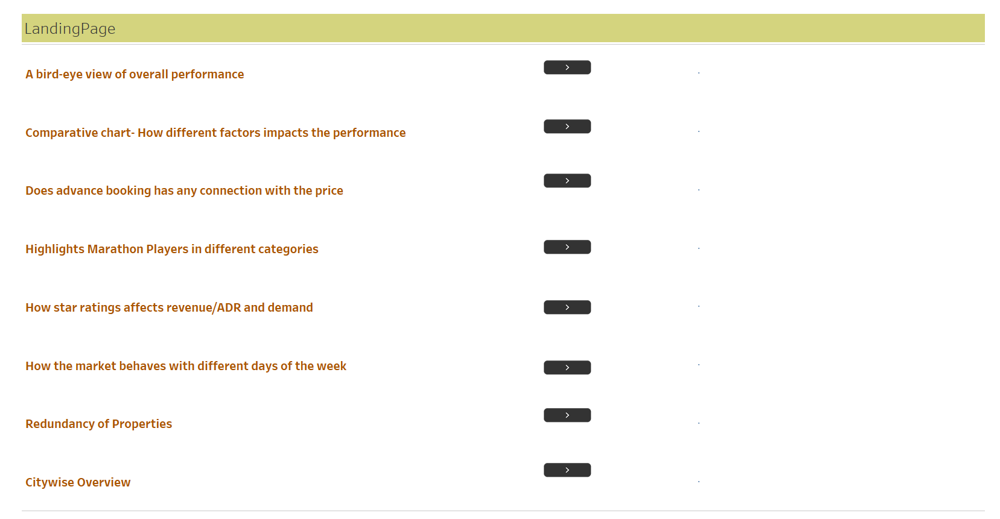 LandingPage
A bird-eye view of overall performance
Comparative chart- How different factors impacts the performance
Does advance booking has any connection with the price
Highlights Marathon Players in different categories
How star ratings affects revenue/ADR and demand
How the market behaves with different days of the week
Redundancy of Properties
Citywise Overview